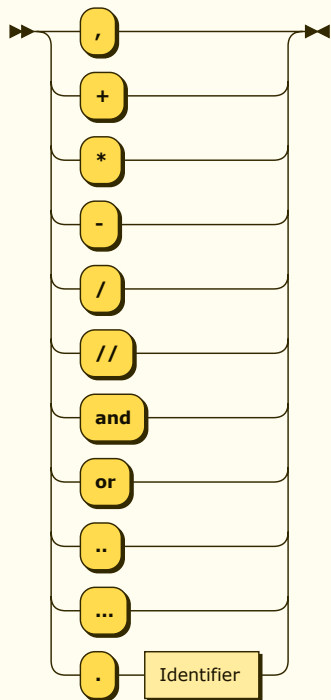 ,
+
*
-
/
//
and
or
..
...
. Identifier